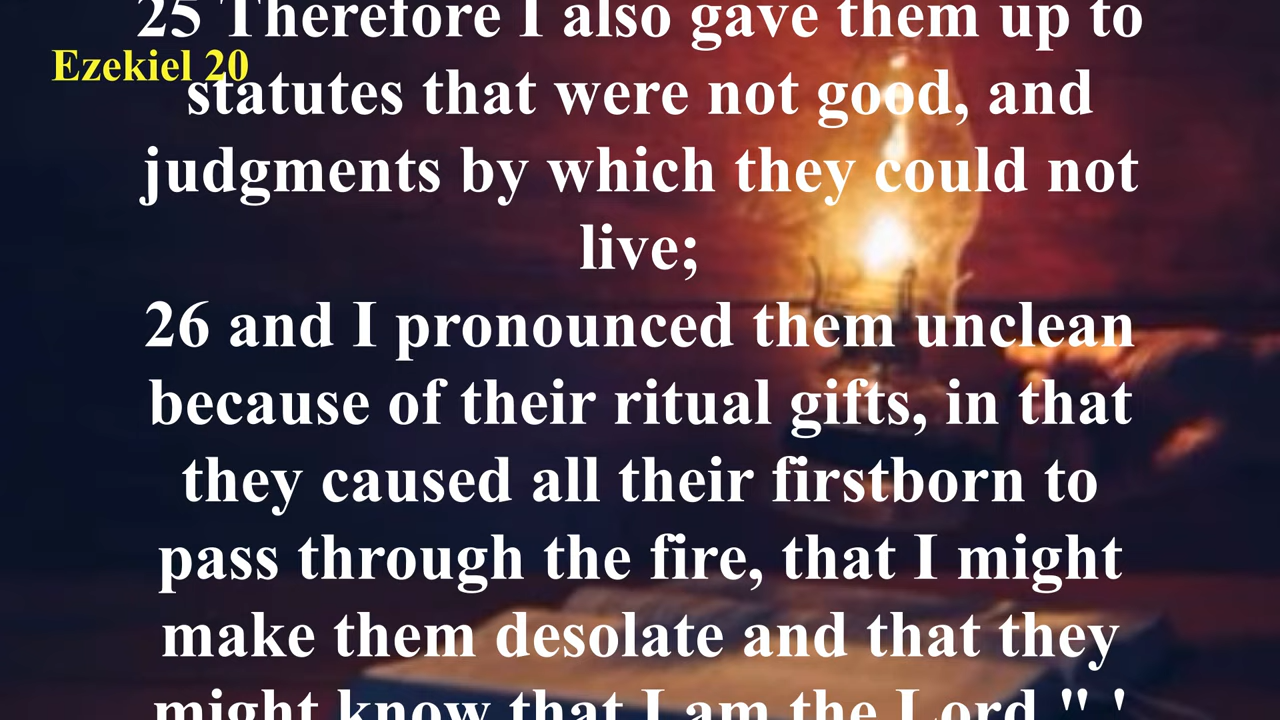 25 Therefore I also gave them up to
Ezekiel 20
statutes that were not good, and
judgments by which they could not
live;
26 and I pronounced them unclean
because of their ritual gifts, in that
they caused all their firstborn to
pass through the fire, that I might
make them desolate and that they
might know that I am the Lord." '